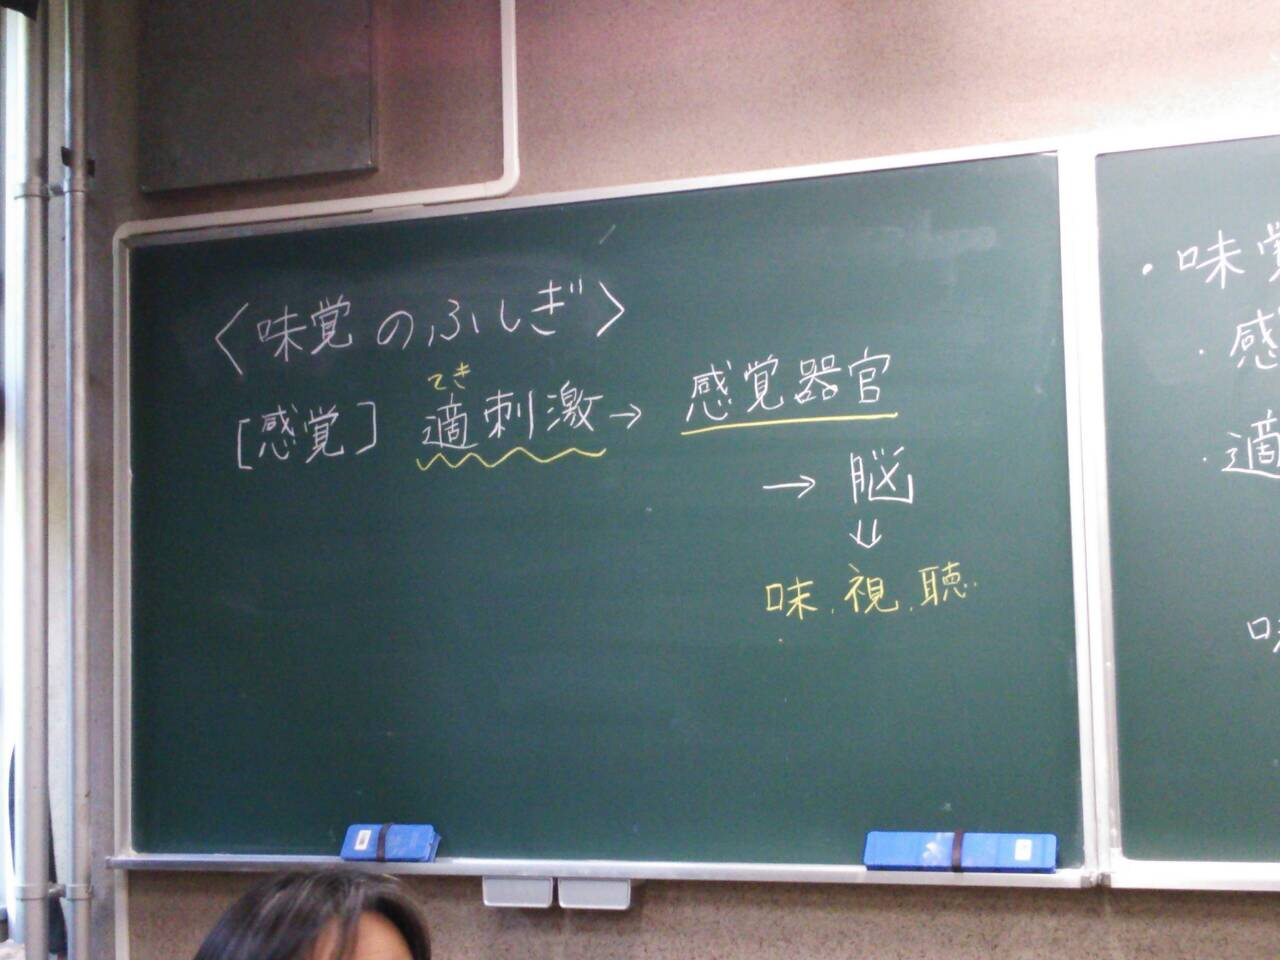 〈味覚のふしぎ〉
てき
[感覚] 適刺激→ 感覚器官
→ 脳
⇓
味、視、聴、
・味覚
・感
・適
味